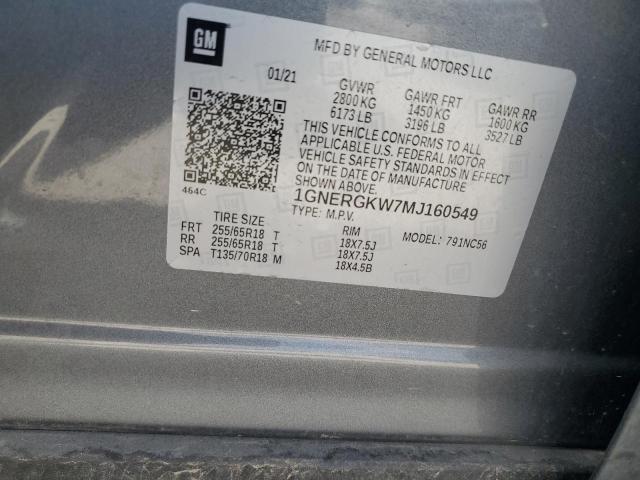 GM
MFD BY GENERAL MOTORS LLC
01/21
GVWR GAWR FRT GAWR RR
2800 KG 1450 KG 1600 KG
6173 LB 3196 LB 3527 LB
THIS VEHICLE CONFORMS TO ALL
APPLICABLE U.S. FEDERAL MOTOR
VEHICLE SAFETY STANDARDS IN EFFECT
ON THE DATE OF MANUFACTURE
SHOWN ABOVE.
464C
1GNERGKW7MJ160549
TYPE: M.P.V. MODEL: 791NC56
TIRE SIZE RIM
FRT 255/65R18 T 18X7.5J
RR 255/65R18 T 18X7.5J
SPA T135/70R18 M 18X4.5B